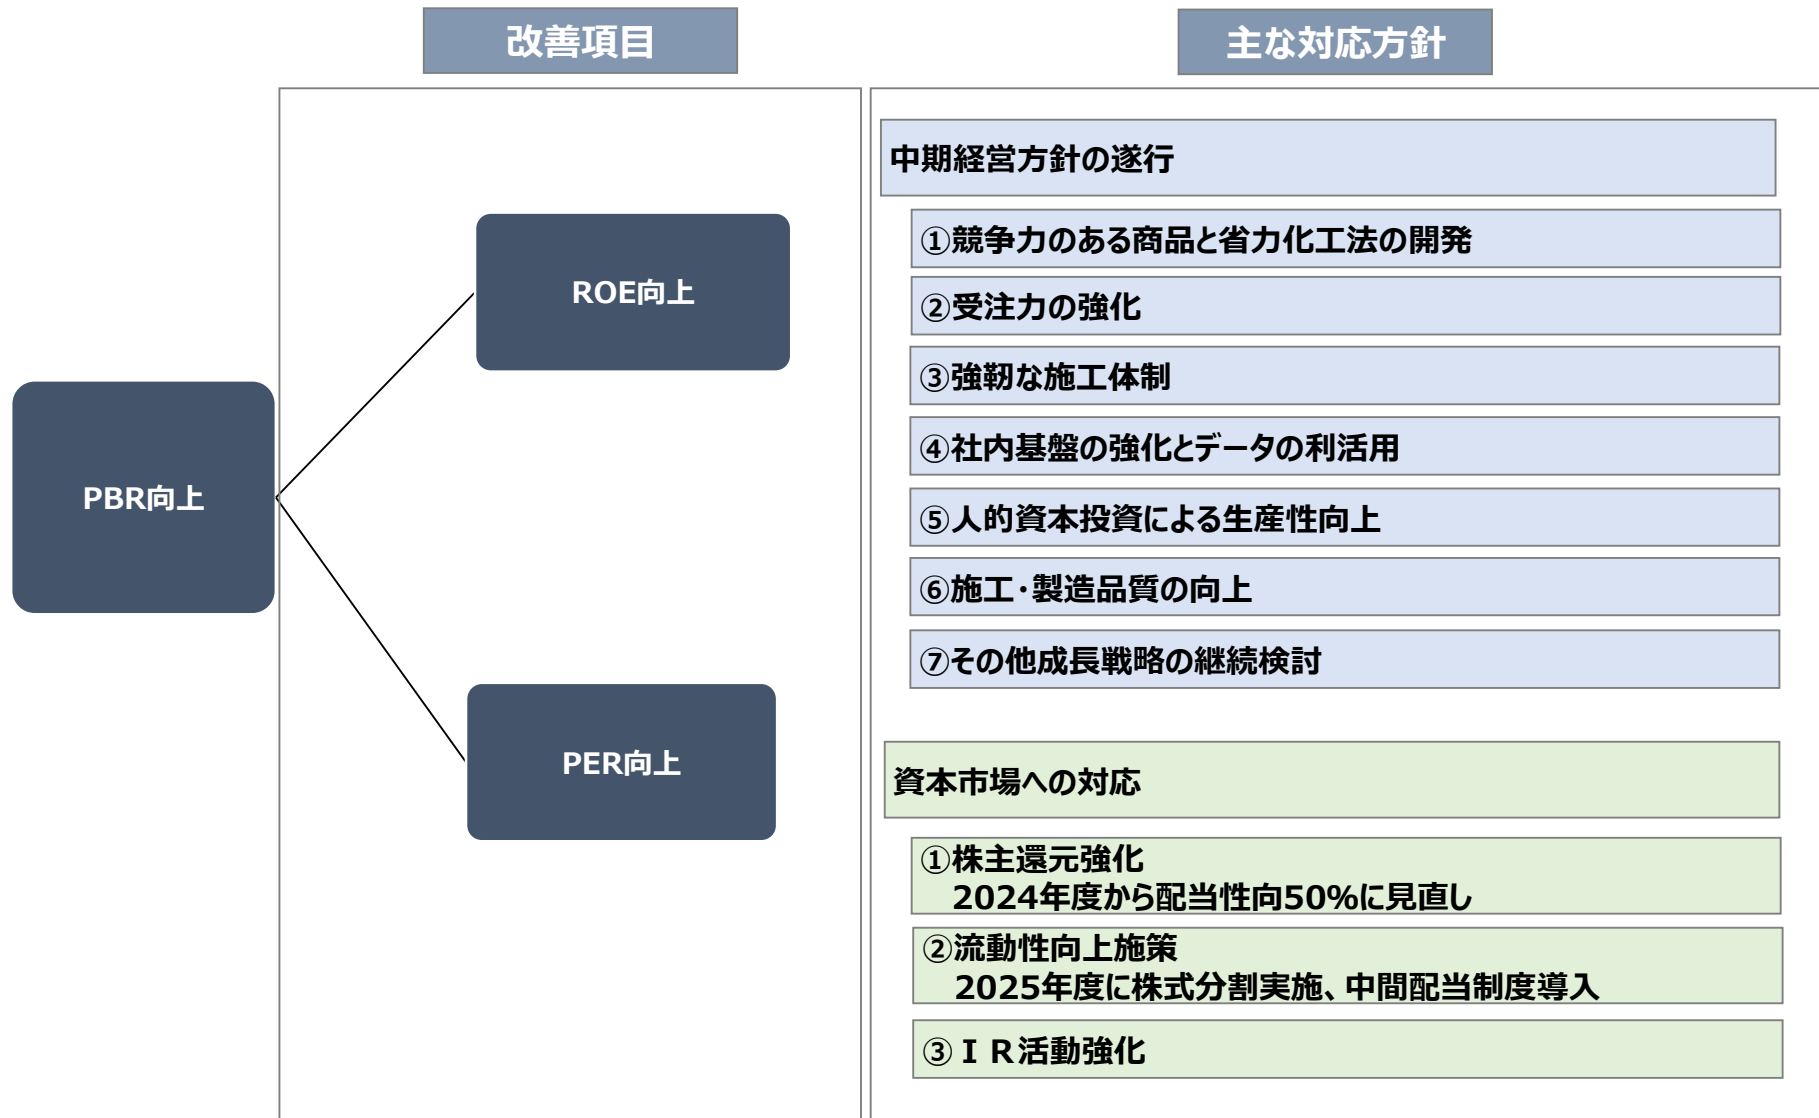 改善項目
主な対応方針
PBR向上
ROE向上
PER向上
中期経営方針の遂行
①競争力のある商品と省力化工法の開発
②受注力の強化
③強靭な施工体制
④社内基盤の強化とデータの利活用
⑤人的資本投資による生産性向上
⑥施工・製造品質の向上
⑦その他成長戦略の継続検討
資本市場への対応
①株主還元強化
2024年度から配当性向50%に見直し
②流動性向上施策
2025年度に株式分割実施、中間配当制度導入
③ＩＲ活動強化